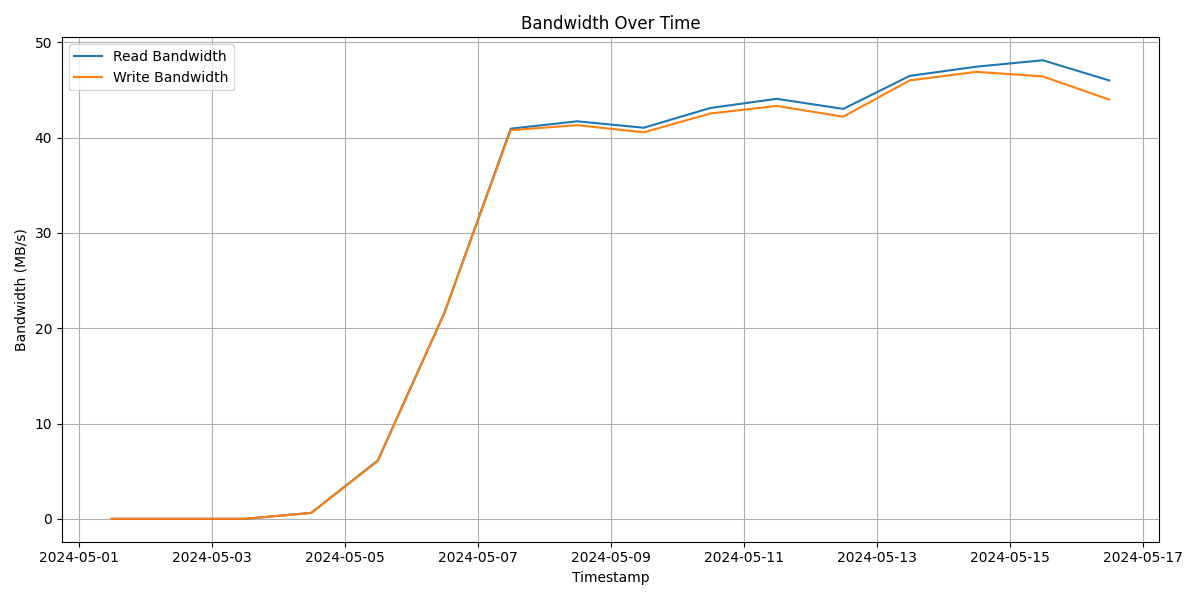 Bandwidth Over Time
Read Bandwidth
Write Bandwidth
Bandwidth (MB/s)
50
40
30
20
10
0
2024-05-01 2024-05-03 2024-05-05 2024-05-07 2024-05-09 2024-05-11 2024-05-13 2024-05-15 2024-05-17
Timestamp